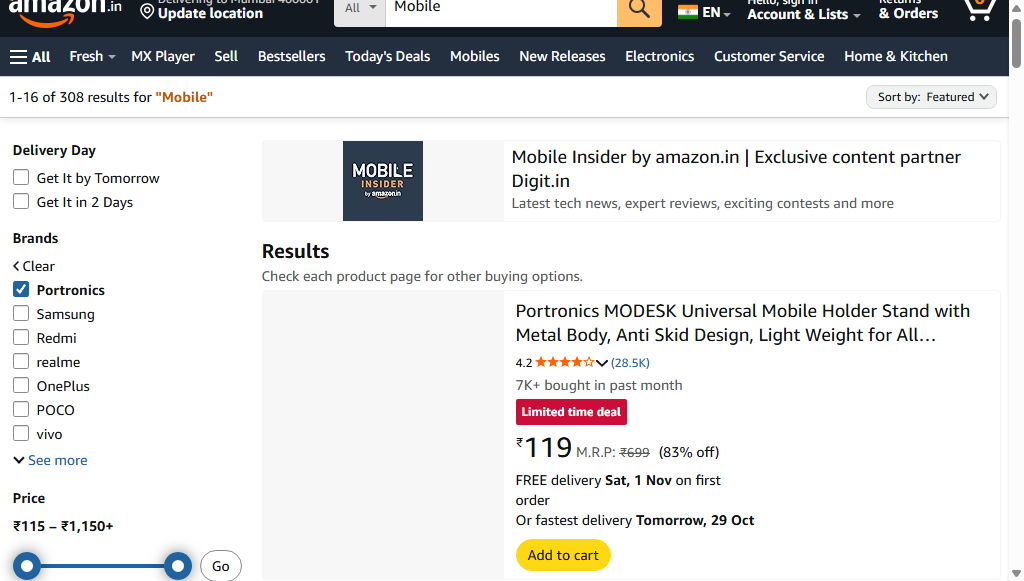 amazon.in
Delivering to Mumbai 400001
Update location
All
Mobile
EN
Hello, sign in
Account & Lists
Returns
& Orders
0
All
Fresh
MX Player
Sell
Bestsellers
Today's Deals
Mobiles
New Releases
Electronics
Customer Service
Home & Kitchen
1-16 of 308 results for "Mobile"
Sort by: Featured
Delivery Day
Get It by Tomorrow
Get It in 2 Days
Brands
Clear
Portronics
Samsung
Redmi
realme
OnePlus
POCO
vivo
See more
Price
₹115 – ₹1,150+
Go
MOBILE
INSIDER
by amazon.in
Mobile Insider by amazon.in | Exclusive content partner
Digit.in
Latest tech news, expert reviews, exciting contests and more
Results
Check each product page for other buying options.
Portronics MODESK Universal Mobile Holder Stand with
Metal Body, Anti Skid Design, Light Weight for All…
4.2 (28.5K)
7K+ bought in past month
Limited time deal
₹119 M.R.P: ₹699 (83% off)
FREE delivery Sat, 1 Nov on first
order
Or fastest delivery Tomorrow, 29 Oct
Add to cart